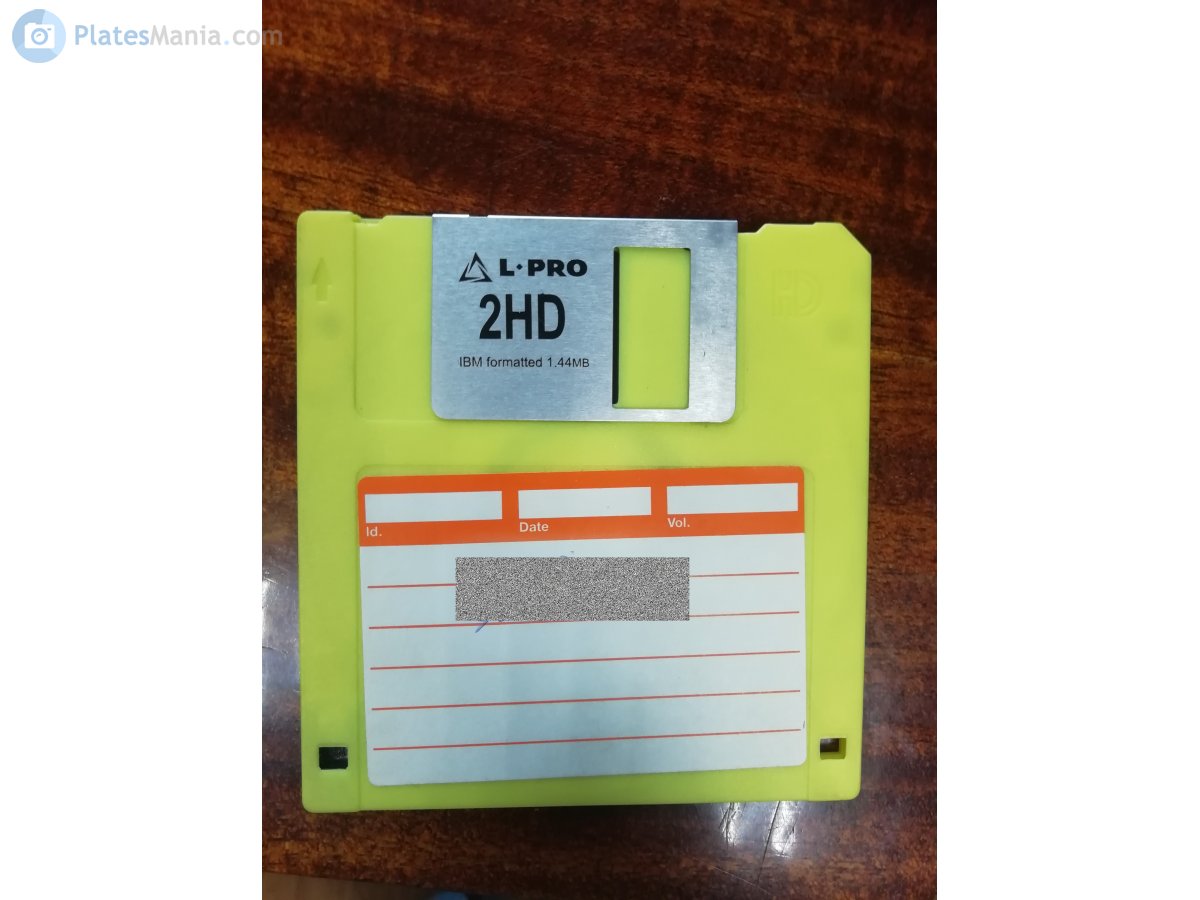 PlatesMania.com
L·PRO
2HD
IBM formatted 1.44MB
HD
Id.
Date
Vol.